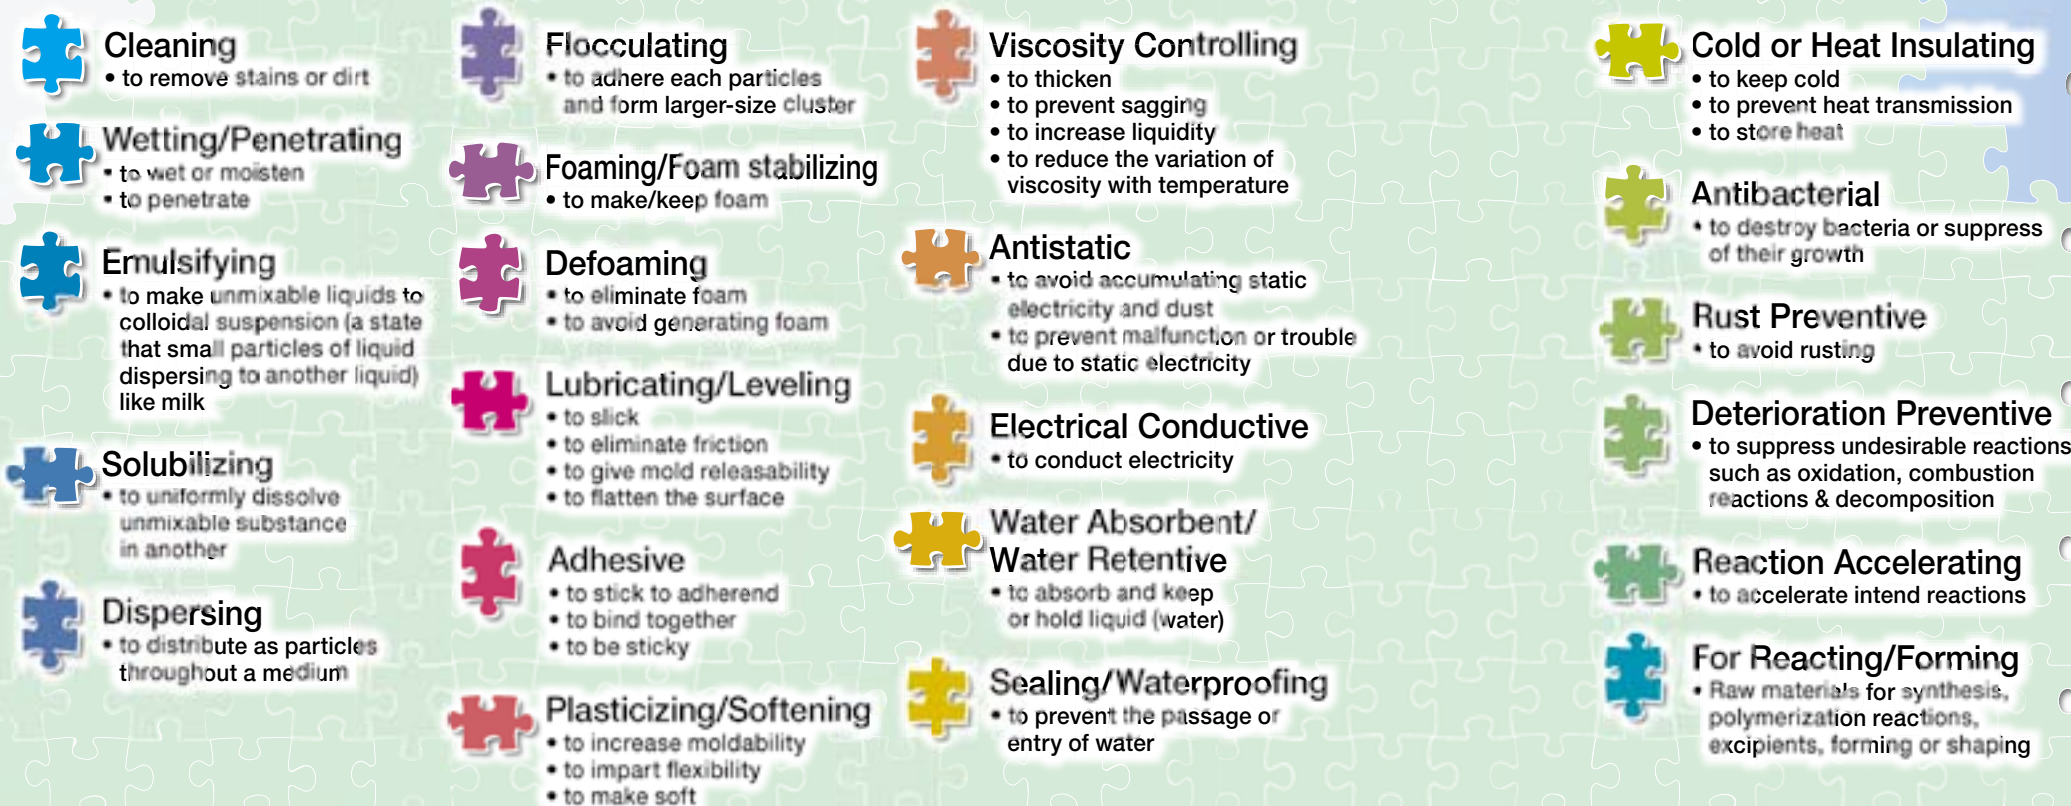 Cleaning
• to remove stains or dirt
Wetting/Penetrating
• to wet or moisten
• to penetrate
Emulsifying
• to make unmixable liquids to
colloidal suspension (a state
that small particles of liquid
dispersing to another liquid)
like milk
Solubilizing
• to uniformly dissolve
unmixable substance
in another
Dispersing
• to distribute as particles
throughout a medium
Flocculating
• to adhere each particles
and form larger-size cluster
Foaming/Foam stabilizing
• to make/keep foam
Defoaming
• to eliminate foam
• to avoid generating foam
Lubricating/Leveling
• to slick
• to eliminate friction
• to give mold releasability
• to flatten the surface
Adhesive
• to stick to adherend
• to bind together
• to be sticky
Plasticizing/Softening
• to increase moldability
• to impart flexibility
• to make soft
Viscosity Controlling
• to thicken
• to prevent sagging
• to increase liquidity
• to reduce the variation of
viscosity with temperature
Antistatic
• to avoid accumulating static
electricity and dust
• to prevent malfunction or trouble
due to static electricity
Electrical Conductive
• to conduct electricity
Water Absorbent/
Water Retentive
• to absorb and keep
or hold liquid (water)
Sealing/Waterproofing
• to prevent the passage or
entry of water
Cold or Heat Insulating
• to keep cold
• to prevent heat transmission
• to store heat
Antibacterial
• to destroy bacteria or suppress
of their growth
Rust Preventive
• to avoid rusting
Deterioration Preventive
• to suppress undesirable reactions
such as oxidation, combustion
reactions & decomposition
Reaction Accelerating
• to accelerate intend reactions
For Reacting/Forming
• Raw materials for synthesis,
polymerization reactions,
excipients, forming or shaping